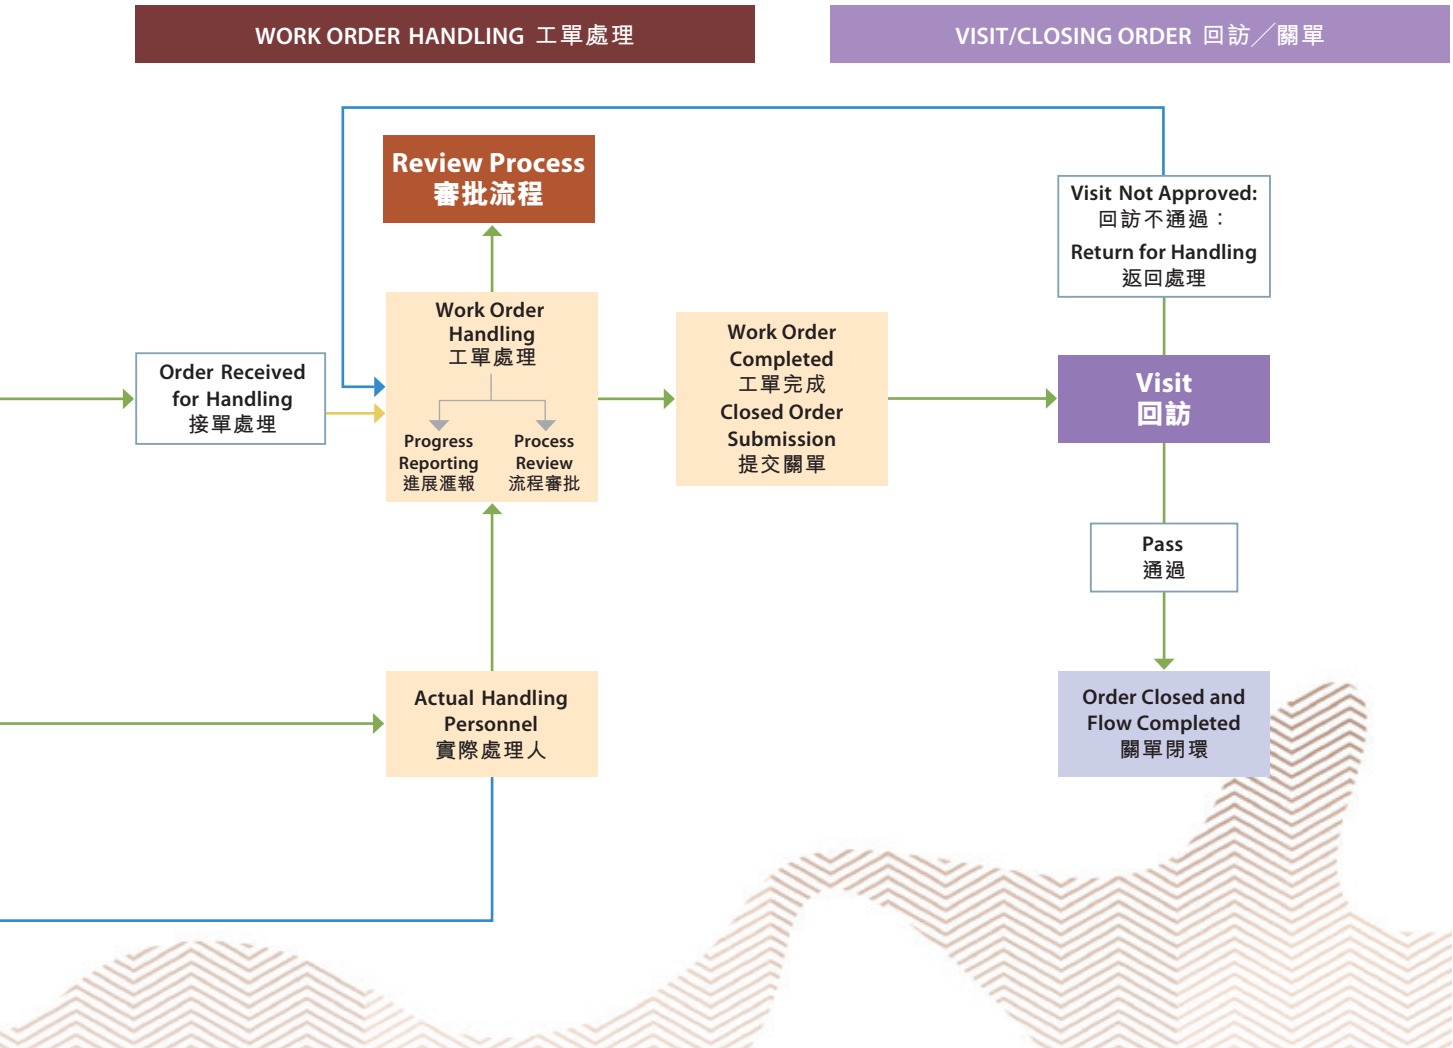 WORK ORDER HANDLING 工單處理
VISIT/CLOSING ORDER 回訪／關單
Review Process
審批流程
Visit Not Approved:
回訪不通過：
Return for Handling
返回處理
Work Order
Handling
工單處理
Progress
Reporting
進展滙報
Process
Review
流程審批
Order Received
for Handling
接單處埋
Work Order
Completed
工單完成
Closed Order
Submission
提交關單
Visit
回訪
Pass
通過
Actual Handling
Personnel
實際處理人
Order Closed and
Flow Completed
關單閉環